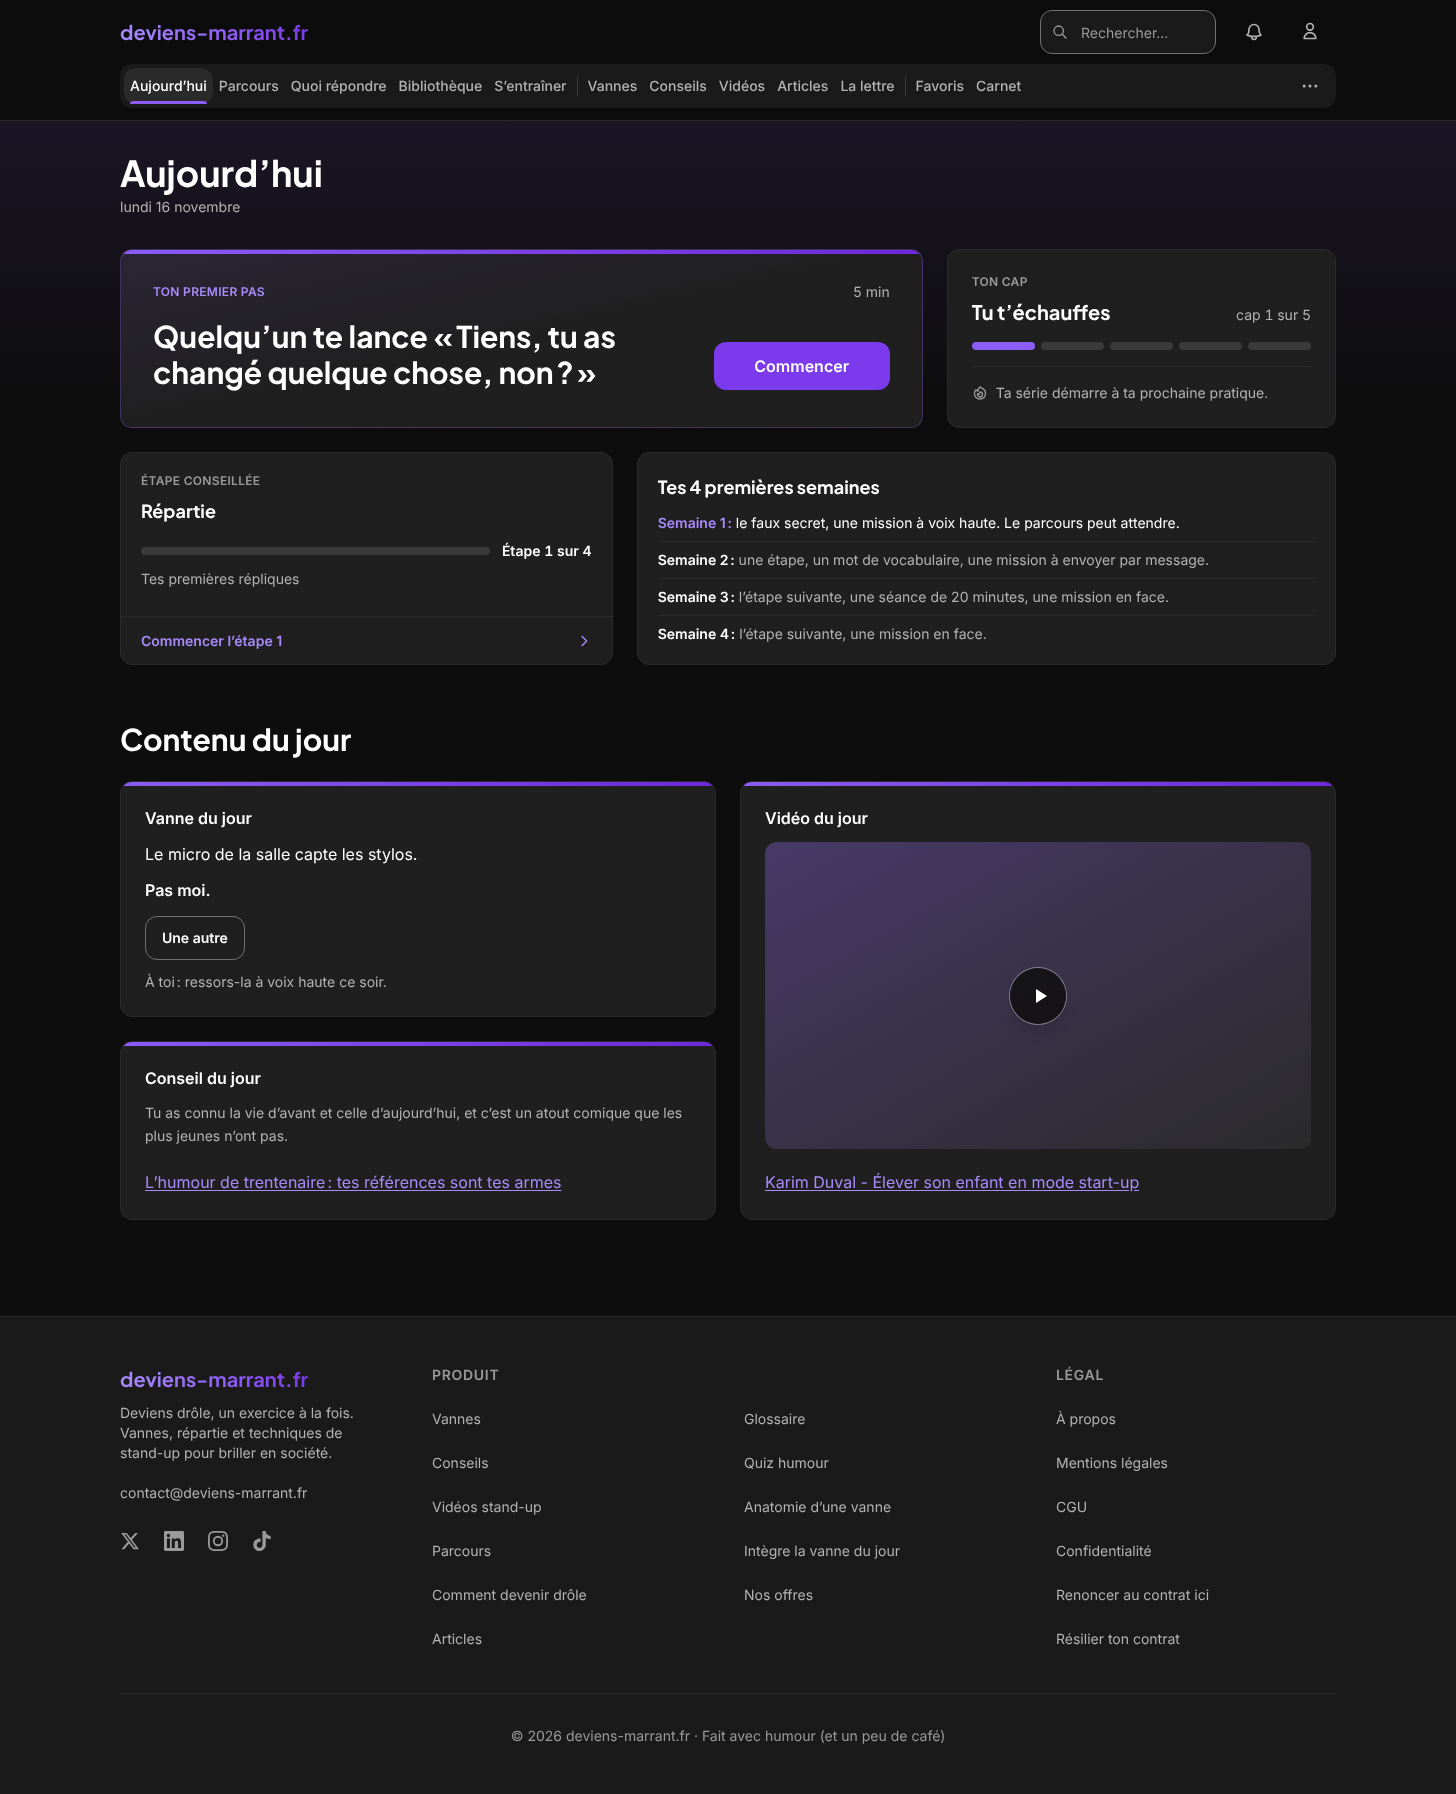 deviens-marrant.fr
Rechercher...
Aujourd’hui Parcours Quoi répondre Bibliothèque S’entraîner Vannes Conseils Vidéos Articles La lettre Favoris Carnet
Aujourd’hui
lundi 16 novembre
TON PREMIER PAS
5 min
Quelqu’un te lance « Tiens, tu as
changé quelque chose, non ? »
Commencer
TON CAP
Tu t’échauffes
cap 1 sur 5
Ta série démarre à ta prochaine pratique.
ÉTAPE CONSEILLÉE
Répartie
Étape 1 sur 4
Tes premières répliques
Commencer l’étape 1
Tes 4 premières semaines
Semaine 1 : le faux secret, une mission à voix haute. Le parcours peut attendre.
Semaine 2 : une étape, un mot de vocabulaire, une mission à envoyer par message.
Semaine 3 : l’étape suivante, une séance de 20 minutes, une mission en face.
Semaine 4 : l’étape suivante, une mission en face.
Contenu du jour
Vanne du jour
Le micro de la salle capte les stylos.
Pas moi.
Une autre
À toi : ressors-la à voix haute ce soir.
Conseil du jour
Tu as connu la vie d’avant et celle d’aujourd’hui, et c’est un atout comique que les
plus jeunes n’ont pas.
L’humour de trentenaire : tes références sont tes armes
Vidéo du jour
Karim Duval - Élever son enfant en mode start-up
deviens-marrant.fr
Deviens drôle, un exercice à la fois.
Vannes, répartie et techniques de
stand-up pour briller en société.
contact@deviens-marrant.fr
PRODUIT
Vannes
Conseils
Vidéos stand-up
Parcours
Comment devenir drôle
Articles
Glossaire
Quiz humour
Anatomie d’une vanne
Intègre la vanne du jour
Nos offres
LÉGAL
À propos
Mentions légales
CGU
Confidentialité
Renoncer au contrat ici
Résilier ton contrat
© 2026 deviens-marrant.fr · Fait avec humour (et un peu de café)